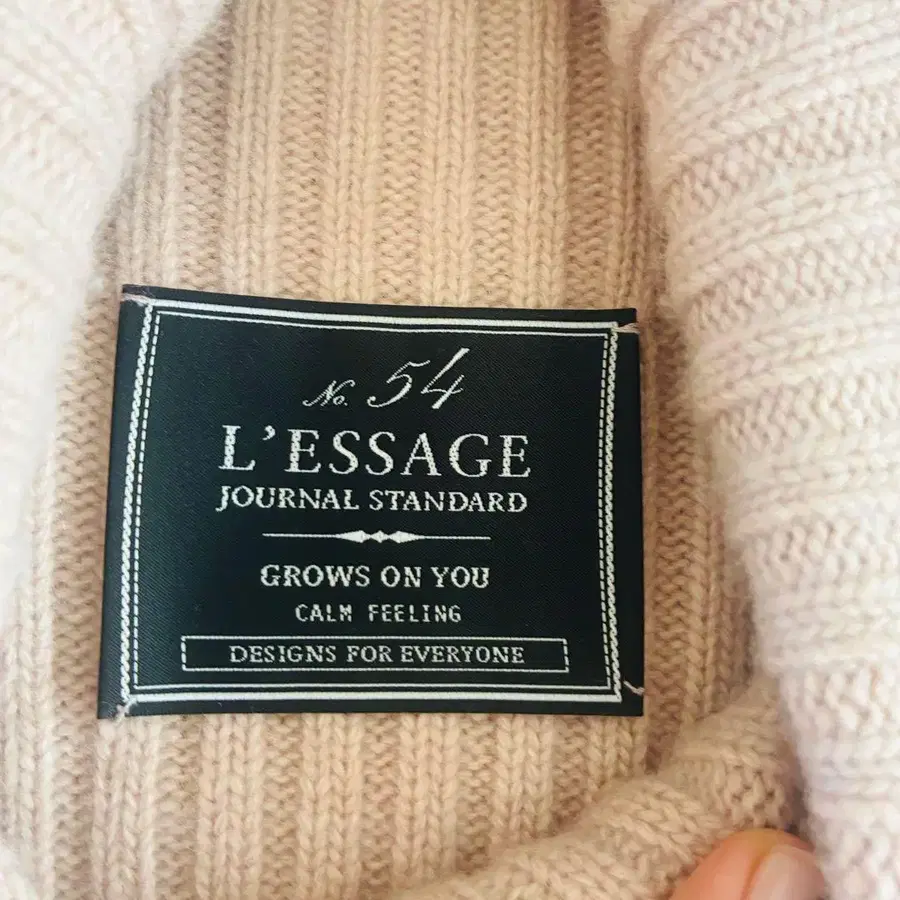 No. 54
L'ESSAGE
JOURNAL STANDARD
GROWS ON YOU
CALM FEELING
DESIGNS FOR EVERYONE